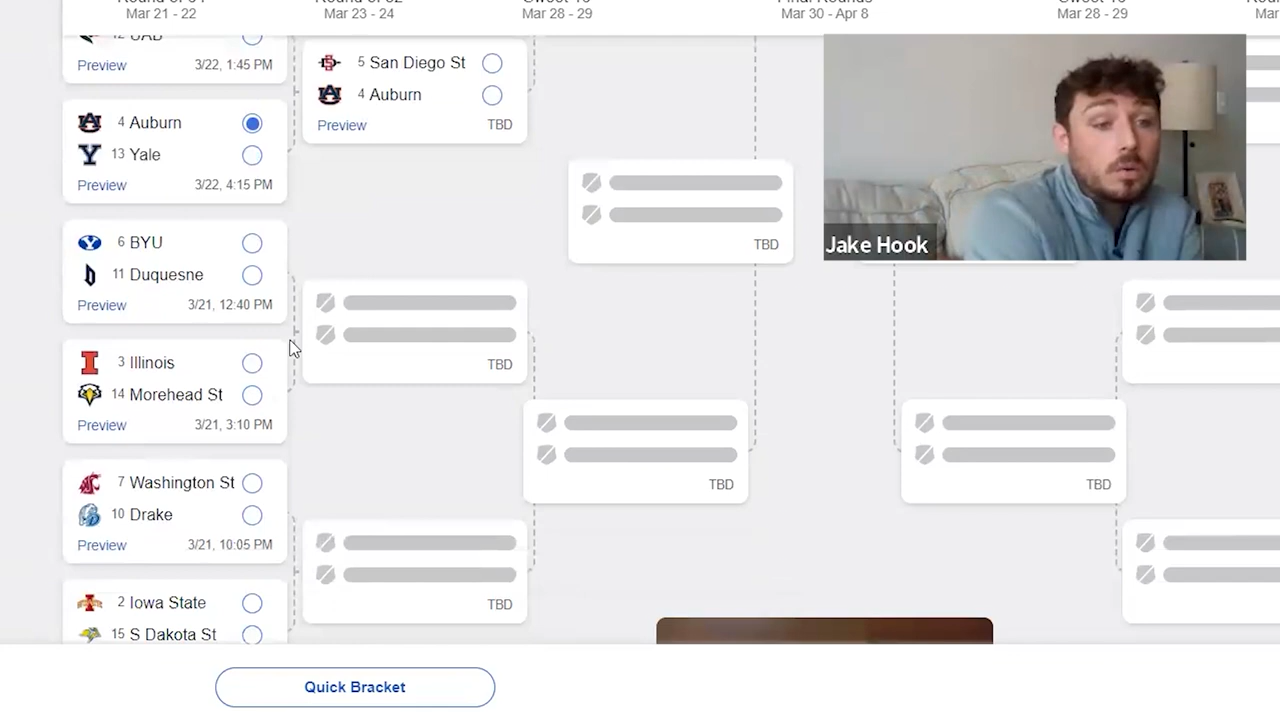 Mar 21 - 22
Mar 23 - 24
Mar 28 - 29
Mar 30 - Apr 8
Mar 28 - 29
12 UAB
Preview 3/22, 1:45 PM
5 San Diego St
4 Auburn
Preview TBD
4 Auburn
13 Yale
Preview 3/22, 4:15 PM
TBD
Jake Hook
6 BYU
11 Duquesne
Preview 3/21, 12:40 PM
TBD
3 Illinois
14 Morehead St
Preview 3/21, 3:10 PM
TBD
TBD
7 Washington St
10 Drake
Preview 3/21, 10:05 PM
TBD
2 Iowa State
15 S Dakota St
Quick Bracket